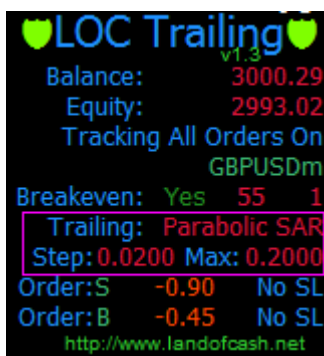 LOC Trailing
v1.3
Balance: 3000.29
Equity: 2993.02
Tracking All Orders On
GBPUSDm
Breakeven: Yes 55 1
Trailing: Parabolic SAR
Step: 0.0200 Max: 0.2000
Order:S -0.90 No SL
Order:B -0.45 No SL
http://www.landofcash.net